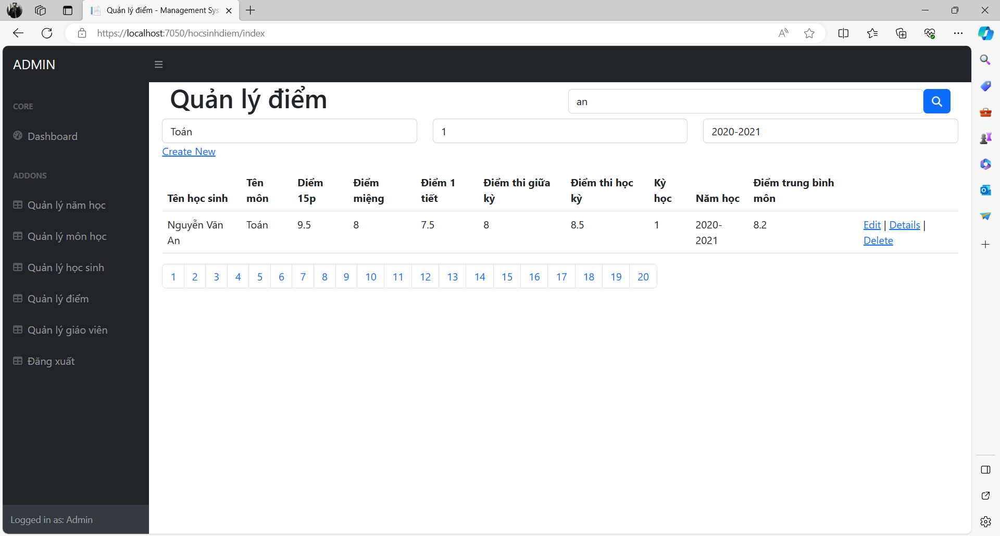 Quản lý điểm - Management Sys
https://localhost:7050/hocsinhdiem/index
ADMIN
CORE
Dashboard
ADDONS
Quản lý năm học
Quản lý môn học
Quản lý học sinh
Quản lý điểm
Quản lý giáo viên
Đăng xuất
Logged in as: Admin
Quản lý điểm
an
Toán 1 2020-2021
Create New
Tên học sinh Tên môn Diểm 15p Điểm miệng Điểm 1 tiết Điểm thi giữa kỳ Điểm thi học kỳ Kỳ học Năm học Điểm trung bình môn
Nguyễn Văn An Toán 9.5 8 7.5 8 8.5 1 2020-2021 8.2 Edit | Details | Delete
1 2 3 4 5 6 7 8 9 10 11 12 13 14 15 16 17 18 19 20